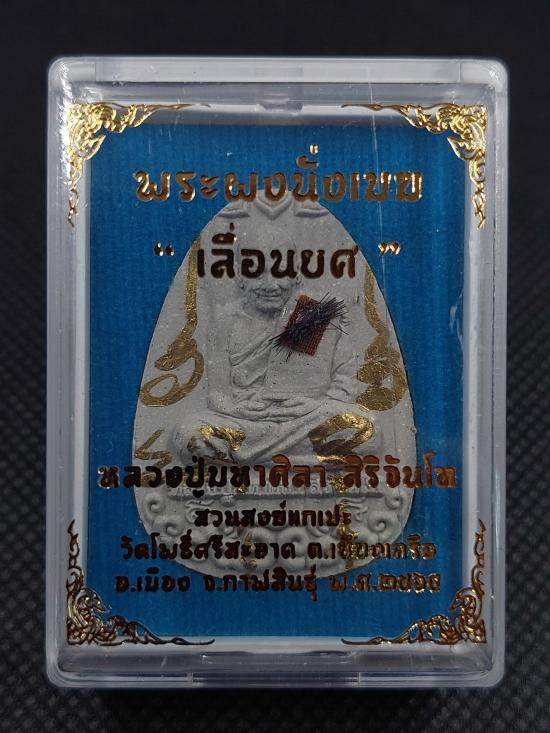 พระผงนั่งเมฆ
“ เลื่อนยศ ”
หลวงปู่มหาศิลา สิริจันโท
สวนสงฆ์แกเปะ
วัดโพธิ์ศรีสะอาด ต.เชียงเครือ
อ.เมือง จ.กาฬสินธุ์ พ.ศ.๒๕๖๕